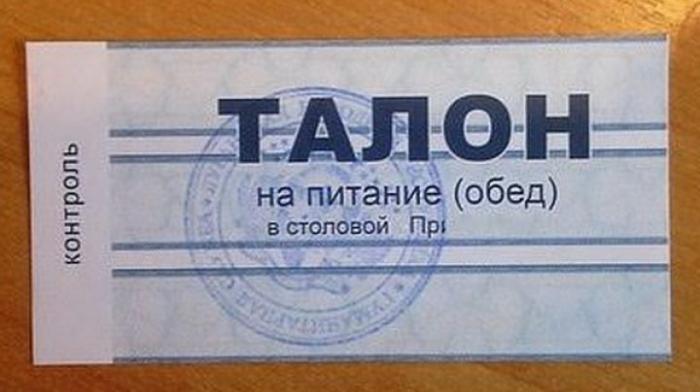 контроль
ТАЛОН
на питание (обед)
в столовой